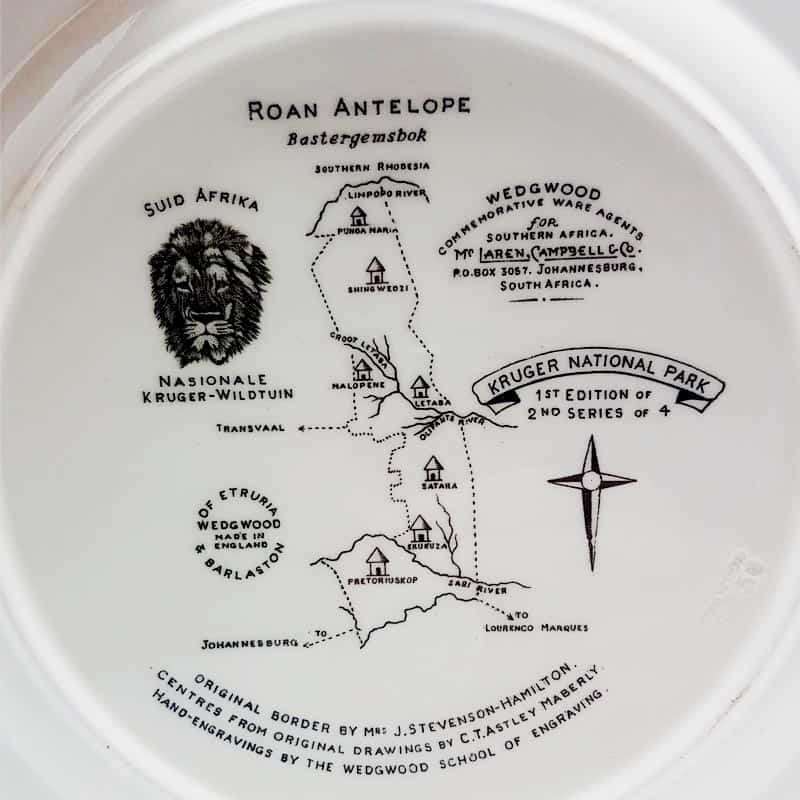 ROAN ANTELOPE
Bastergemsbok
SOUTHERN RHODESIA
LIMPOPO RIVER
PUNDA MARIA
SHINGWEDZI
GROOT LETABA
MALOPENE
LETABA
OLIFANTS RIVER
TRANSVAAL
SATARA
SKUKUZA
PRETORIUSKOP
SABI RIVER
TO
LOURENCO MARQUES
JOHANNESBURG TO
SUID AFRIKA
NASIONALE
KRUGER-WILDTUIN
WEDGWOOD
COMMEMORATIVE WARE AGENTS
FOR
SOUTHERN AFRICA.
Mc LAREN, CAMPBELL & Co.
P.O. BOX 3057. JOHANNESBURG,
SOUTH AFRICA.
KRUGER NATIONAL PARK
1ST EDITION OF
2ND SERIES OF 4
OF ETRURIA
WEDGWOOD
MADE IN
ENGLAND
& BARLASTON
ORIGINAL BORDER BY MRS J. STEVENSON-HAMILTON.
CENTRES FROM ORIGINAL DRAWINGS BY C.T. ASTLEY MABERLY.
HAND-ENGRAVINGS BY THE WEDGWOOD SCHOOL OF ENGRAVING.